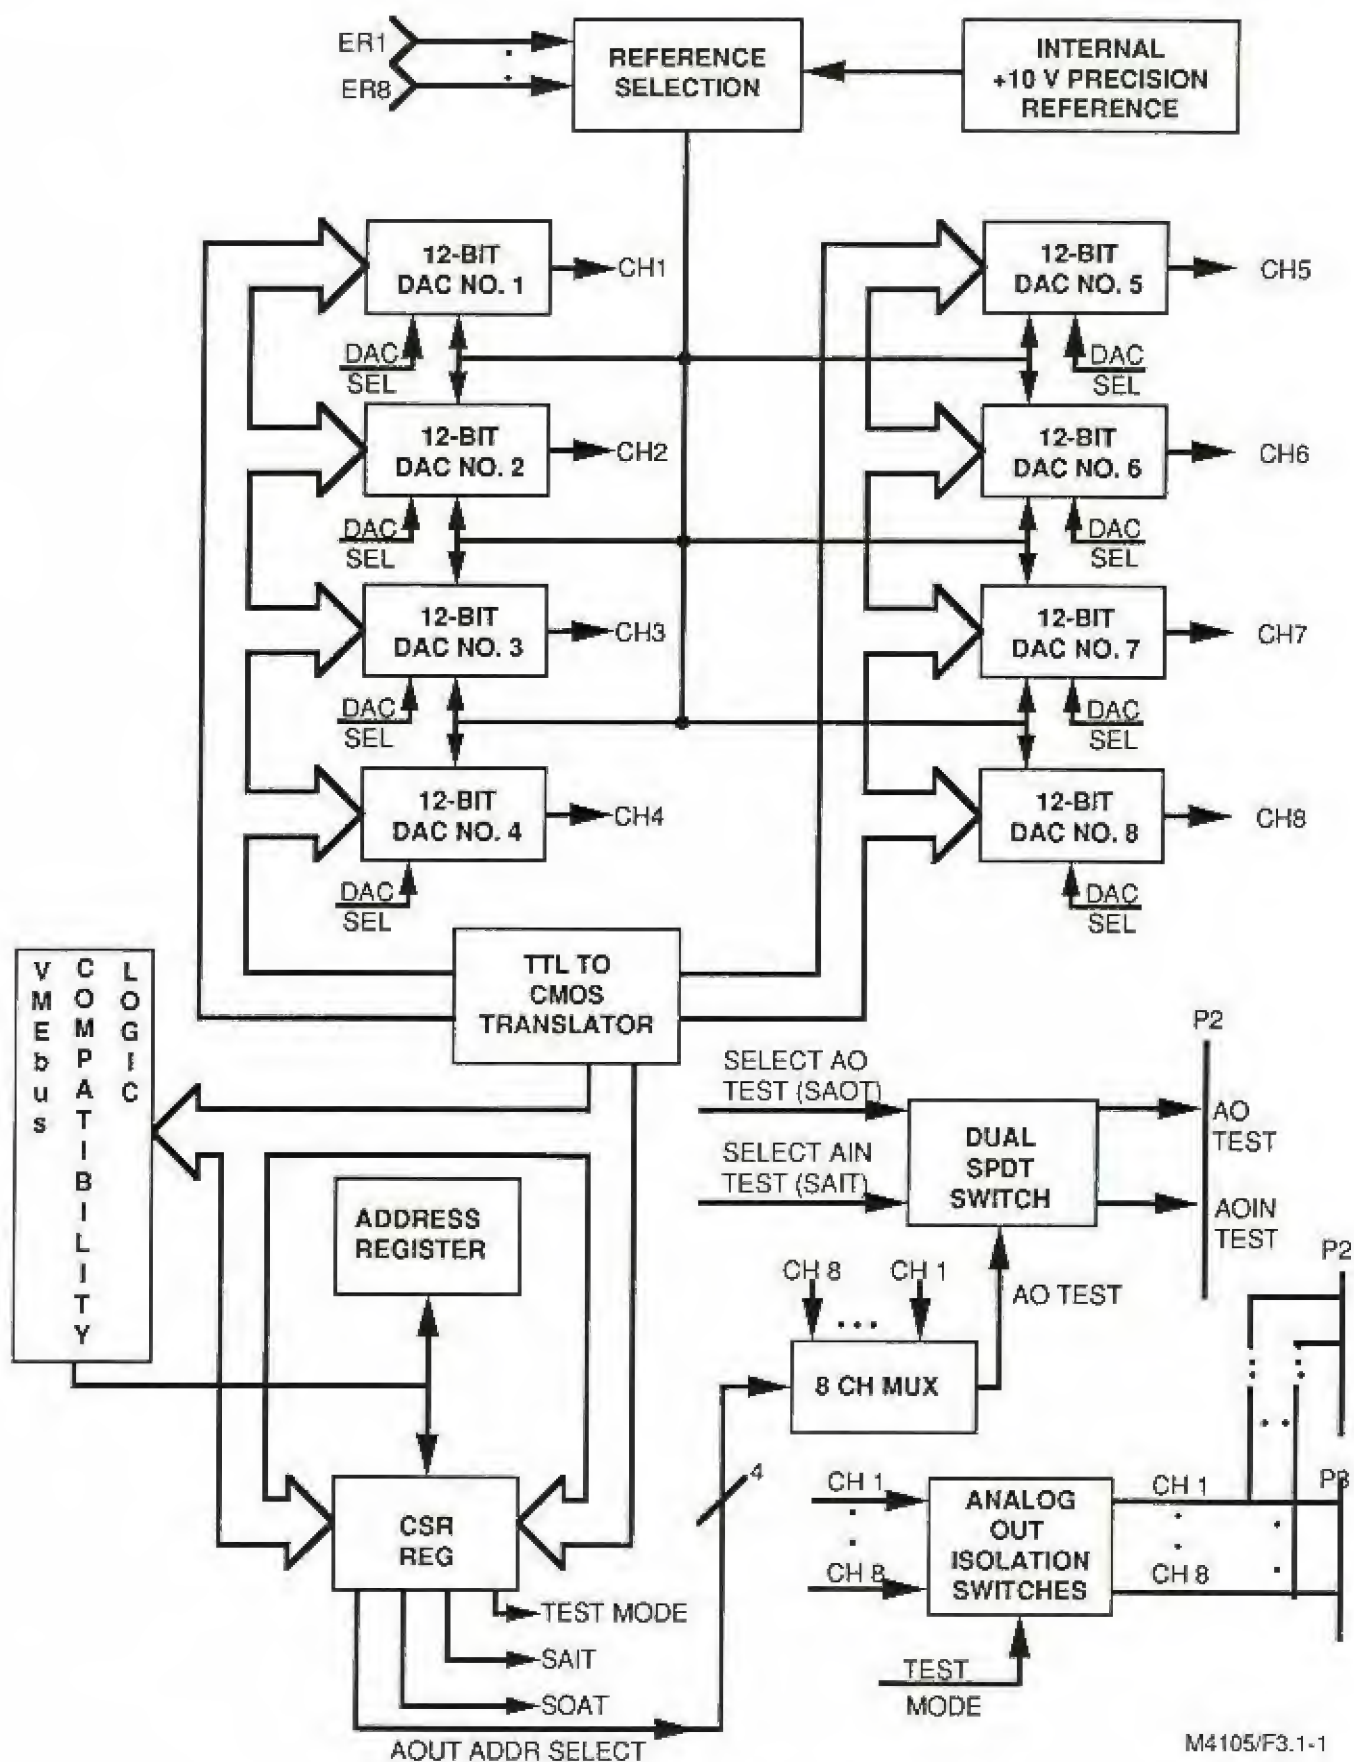 ER1
ER8
REFERENCE
SELECTION
INTERNAL
+10 V PRECISION
REFERENCE
12-BIT
DAC NO. 1
CH1
DAC
SEL
12-BIT
DAC NO. 5
CH5
DAC
SEL
12-BIT
DAC NO. 2
CH2
DAC
SEL
12-BIT
DAC NO. 6
CH6
DAC
SEL
12-BIT
DAC NO. 3
CH3
DAC
SEL
12-BIT
DAC NO. 7
CH7
DAC
SEL
12-BIT
DAC NO. 4
CH4
DAC
SEL
12-BIT
DAC NO. 8
CH8
DAC
SEL
VMEbus
COMPATIBILITY
LOGIC
TTL TO
CMOS
TRANSLATOR
SELECT AO
TEST (SAOT)
SELECT AIN
TEST (SAIT)
DUAL
SPDT
SWITCH
P2
AO
TEST
AOIN
TEST
ADDRESS
REGISTER
CH 8
CH 1
AO TEST
8 CH MUX
P2
4
CSR
REG
CH 1
CH 8
ANALOG
OUT
ISOLATION
SWITCHES
CH 1
CH 8
P3
TEST MODE
SAIT
SOAT
AOUT ADDR SELECT
TEST
MODE
M4105/F3.1-1